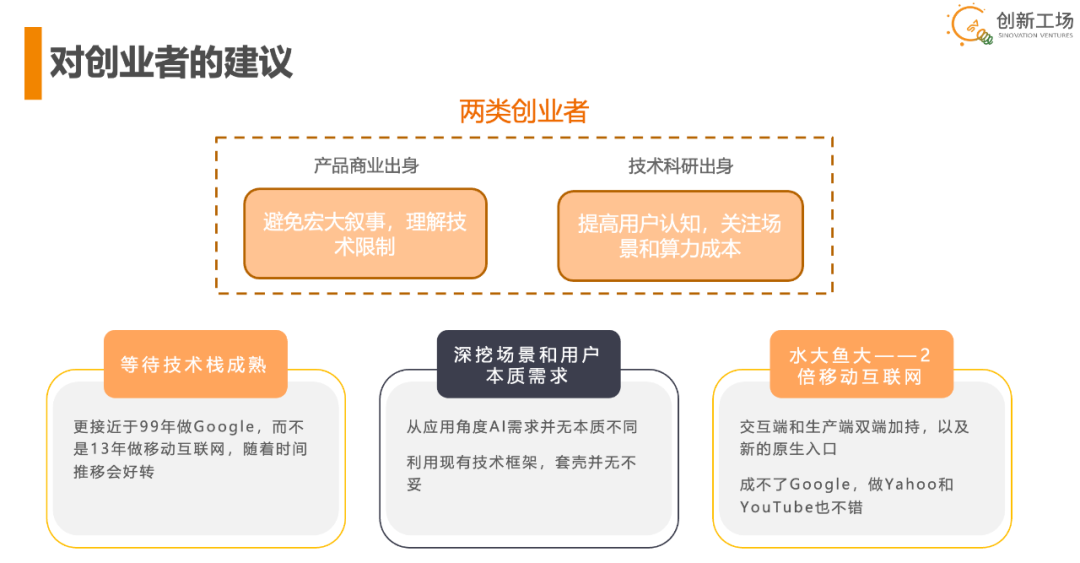 创新工场
SINOVATION VENTURES
对创业者的建议
两类创业者
产品商业出身
避免宏大叙事，理解技
术限制
技术科研出身
提高用户认知，关注场
景和算力成本
等待技术栈成熟
更接近于99年做Google，而不
是13年做移动互联网，随着时间
推移会好转
深挖场景和用户
本质需求
从应用角度AI需求并无本质不同
利用现有技术框架，套壳并无不
妥
水大鱼大——2
倍移动互联网
交互端和生产端双端加持，以及
新的原生入口
成不了Google，做Yahoo和
YouTube也不错